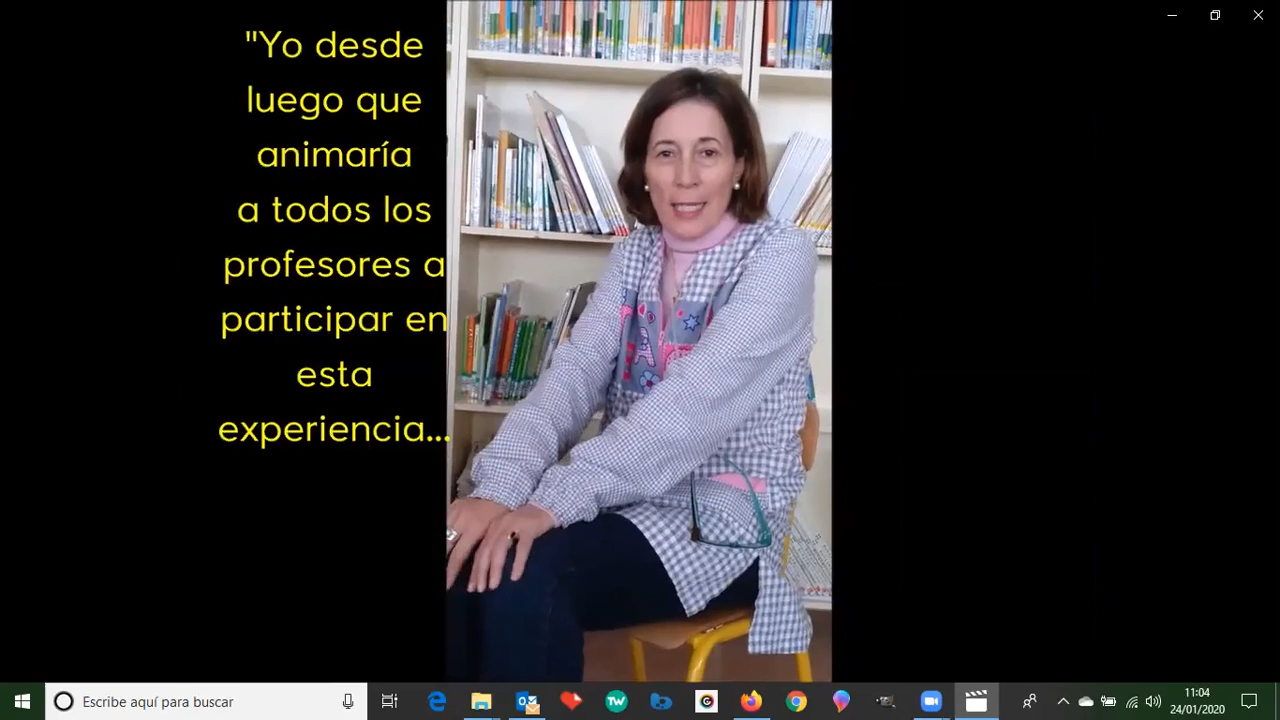 "Yo desde
luego que
animaría
a todos los
profesores a
participar en
esta
experiencia...
Escribe aquí para buscar
TW
11:04
24/01/2020